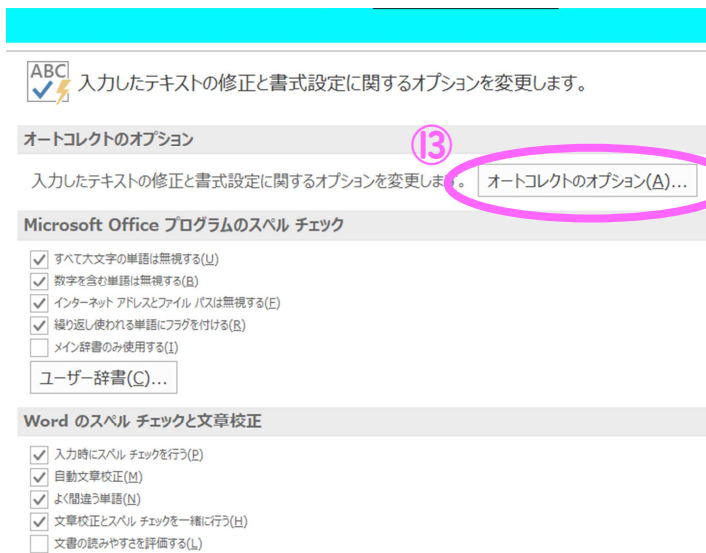 ABC
入力したテキストの修正と書式設定に関するオプションを変更します。
オートコレクトのオプション
⑬
入力したテキストの修正と書式設定に関するオプションを変更します。 オートコレクトのオプション(A)...
Microsoft Office プログラムのスペル チェック
すべて大文字の単語は無視する(U)
数字を含む単語は無視する(B)
インターネット アドレスとファイル パスは無視する(F)
繰り返し使われる単語にフラグを付ける(R)
メイン辞書のみ使用する(I)
ユーザー辞書(C)...
Word のスペル チェックと文章校正
入力時にスペル チェックを行う(P)
自動文章校正(M)
よく間違う単語(N)
文章校正とスペル チェックを一緒に行う(H)
文書の読みやすさを評価する(L)